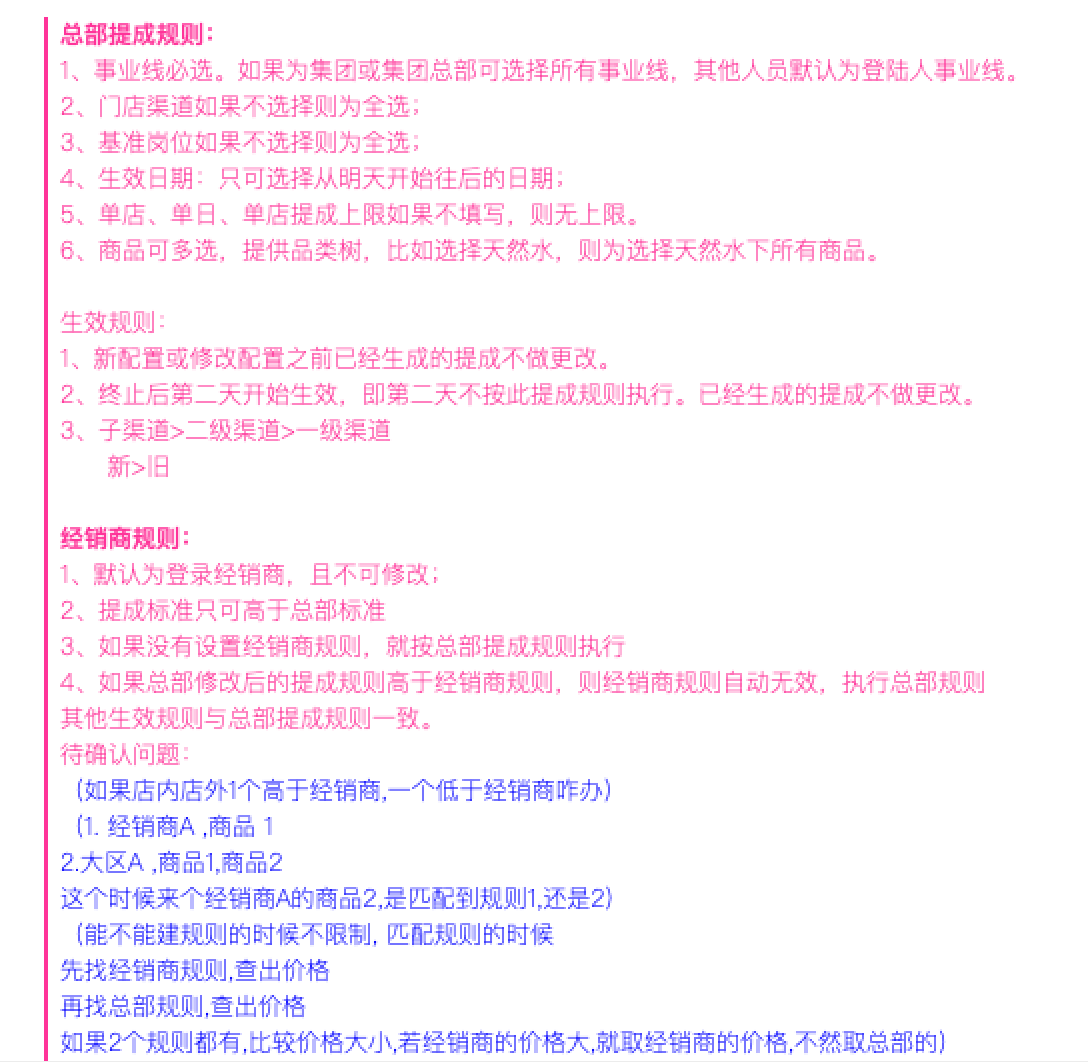 总部提成规则：
1、事业线必选。如果为集团或集团总部可选择所有事业线，其他人员默认为登陆人事业线。
2、门店渠道如果不选择则为全选；
3、基准岗位如果不选择则为全选；
4、生效日期：只可选择从明天开始往后的日期；
5、单店、单日、单店提成上限如果不填写，则无上限。
6、商品可多选，提供品类树，比如选择天然水，则为选择天然水下所有商品。
生效规则：
1、新配置或修改配置之前已经生成的提成不做更改。
2、终止后第二天开始生效，即第二天不按此提成规则执行。已经生成的提成不做更改。
3、子渠道>二级渠道>一级渠道
新>旧
经销商规则：
1、默认为登录经销商，且不可修改；
2、提成标准只可高于总部标准
3、如果没有设置经销商规则，就按总部提成规则执行
4、如果总部修改后的提成规则高于经销商规则，则经销商规则自动无效，执行总部规则
其他生效规则与总部提成规则一致。
待确认问题：
（如果店内店外1个高于经销商,一个低于经销商咋办）
（1. 经销商A ,商品 1
2.大区A ,商品1,商品2
这个时候来个经销商A的商品2,是匹配到规则1,还是2）
（能不能建规则的时候不限制, 匹配规则的时候
先找经销商规则,查出价格
再找总部规则,查出价格
如果2个规则都有,比较价格大小,若经销商的价格大,就取经销商的价格,不然取总部的）